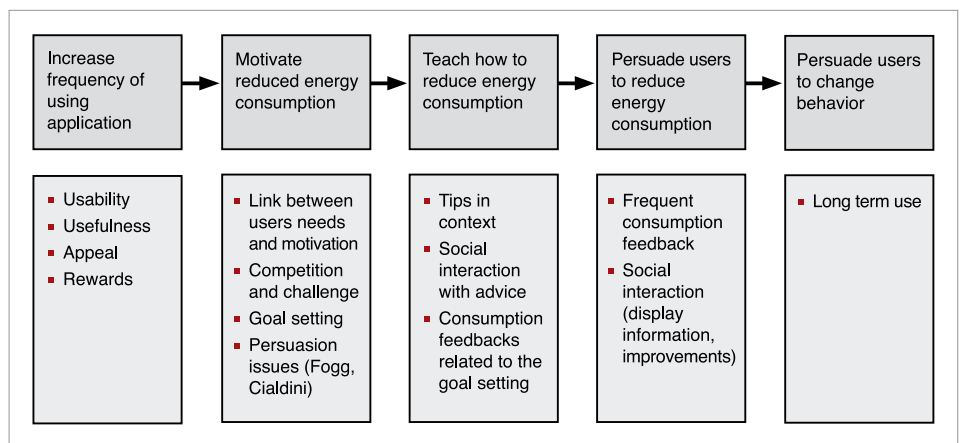 Increase
frequency of
using
application
Motivate
reduced energy
consumption
Teach how to
reduce energy
consumption
Persuade users
to reduce
energy
consumption
Persuade users
to change
behavior
Usability
Usefulness
Appeal
Rewards
Link between
users needs
and motivation
Competition
and challenge
Goal setting
Persuasion
issues (Fogg,
Cialdini)
Tips in
context
Social
interaction
with advice
Consumption
feedbacks
related to the
goal setting
Frequent
consumption
feedback
Social
interaction
(display
information,
improvements)
Long term use